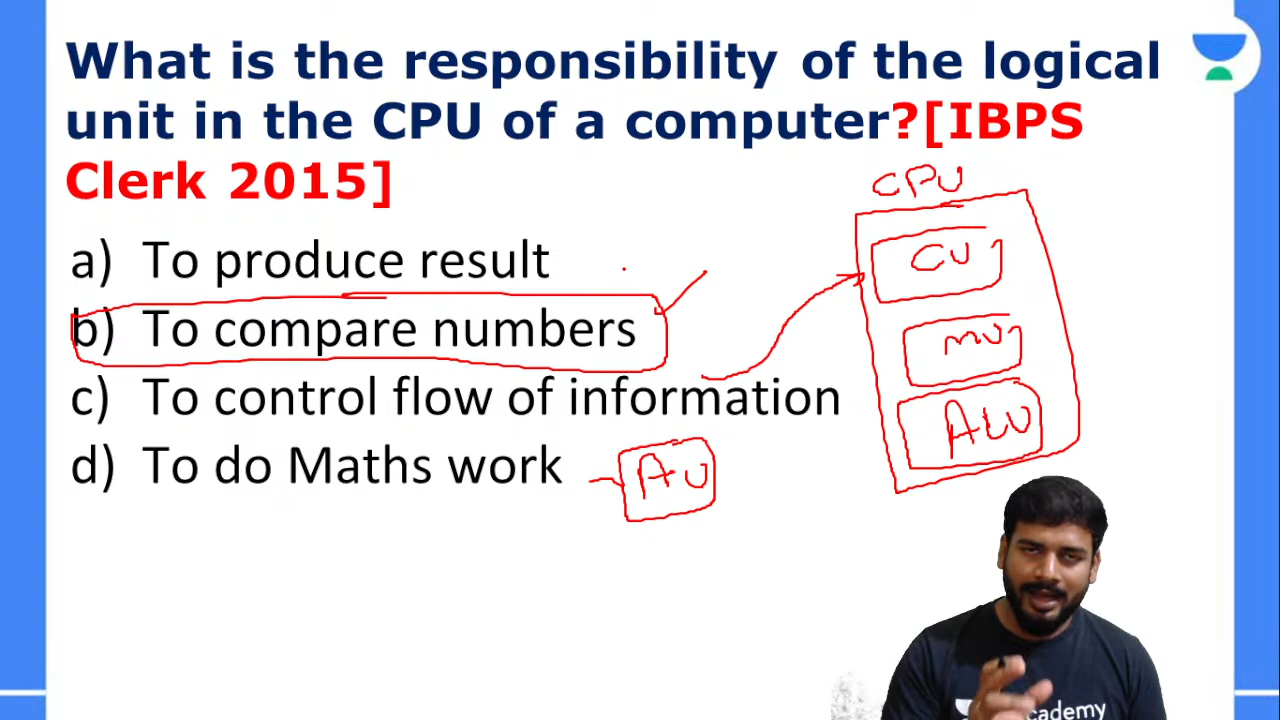 What is the responsibility of the logical
unit in the CPU of a computer?[IBPS
Clerk 2015]
CPU
a) To produce result
CU
b) To compare numbers
MU
c) To control flow of information
ALU
d) To do Maths work
AU
cademy